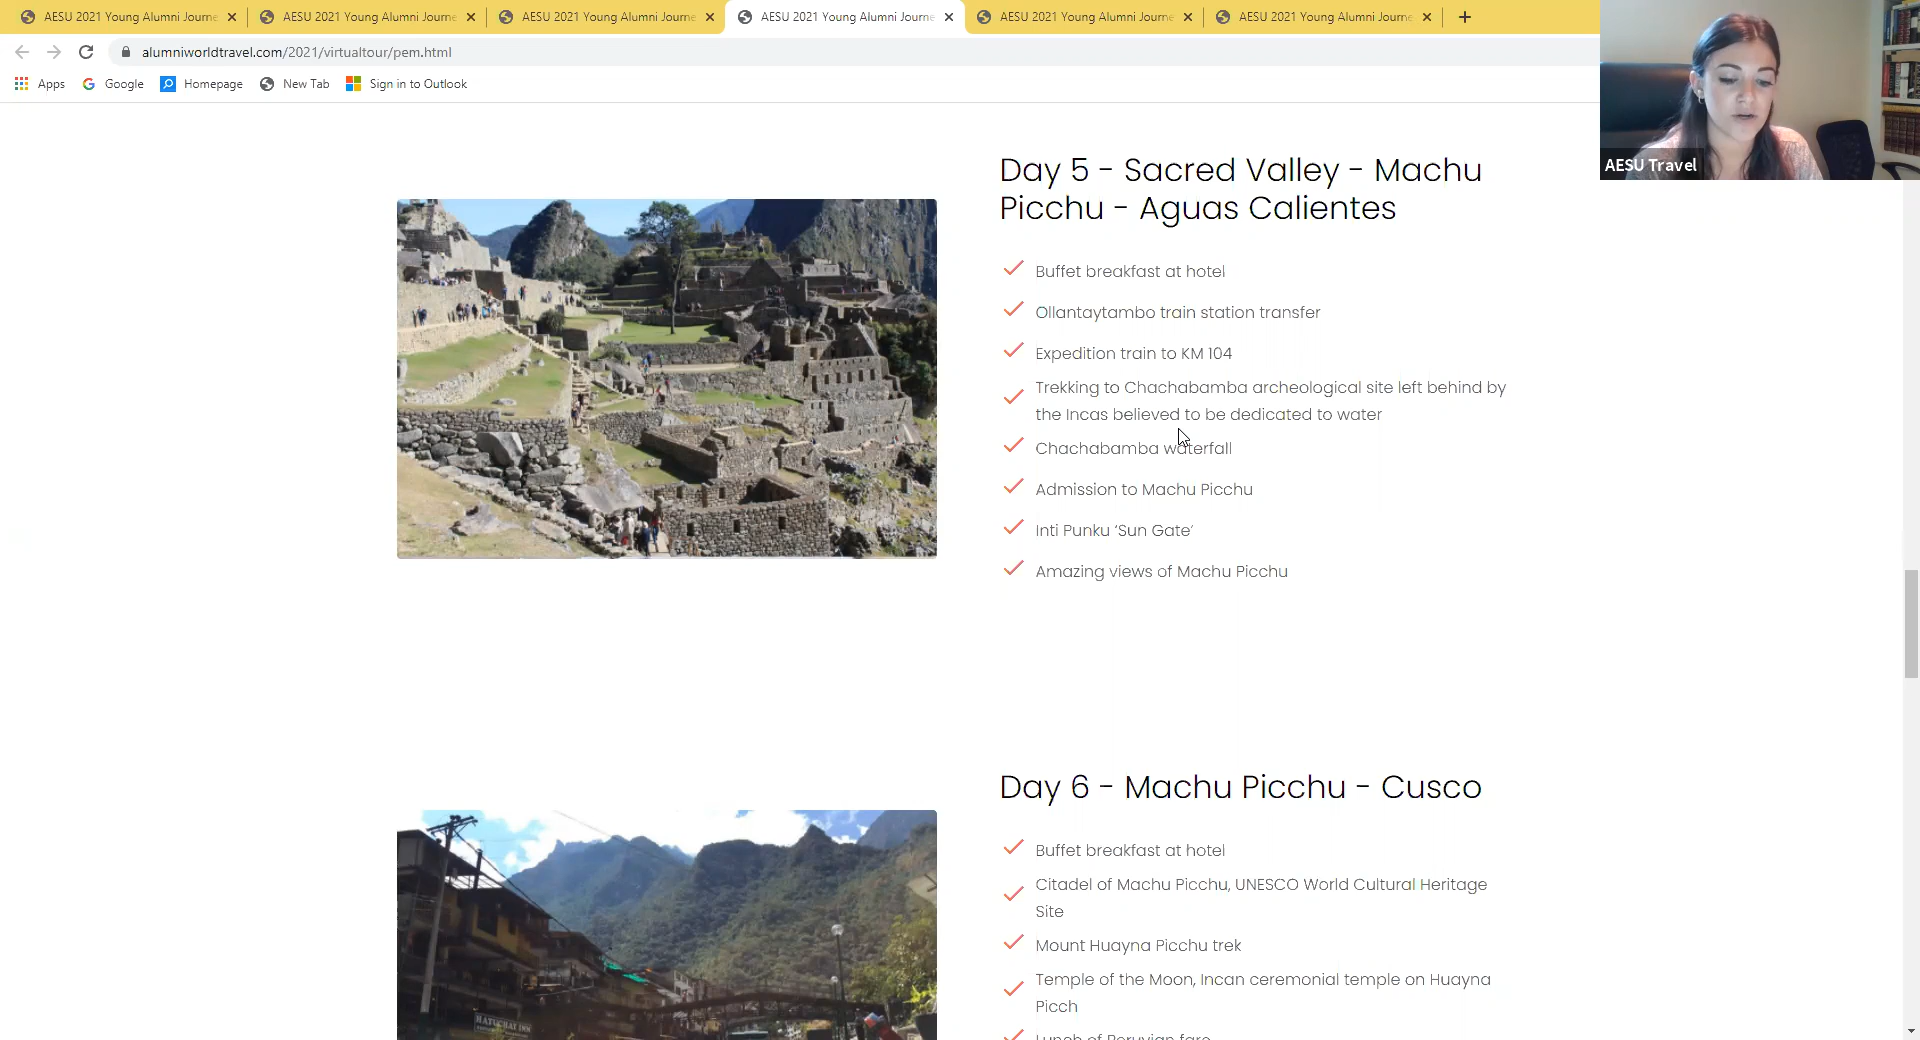 AESU 2021 Young Alumni Journe
AESU 2021 Young Alumni Journe
AESU 2021 Young Alumni Journe
AESU 2021 Young Alumni Journe
AESU 2021 Young Alumni Journe
AESU 2021 Young Alumni Journe
alumniworldtravel.com/2021/virtualtour/pem.html
Apps
Google
Homepage
New Tab
Sign in to Outlook
AESU Travel
Day 5 - Sacred Valley - Machu
Picchu - Aguas Calientes
Buffet breakfast at hotel
Ollantaytambo train station transfer
Expedition train to KM 104
Trekking to Chachabamba archeological site left behind by
the Incas believed to be dedicated to water
Chachabamba waterfall
Admission to Machu Picchu
Inti Punku ‘Sun Gate’
Amazing views of Machu Picchu
Day 6 - Machu Picchu - Cusco
Buffet breakfast at hotel
Citadel of Machu Picchu, UNESCO World Cultural Heritage
Site
Mount Huayna Picchu trek
Temple of the Moon, Incan ceremonial temple on Huayna
Picch
Lunch of Peruvian fare
HATUCHAY INN